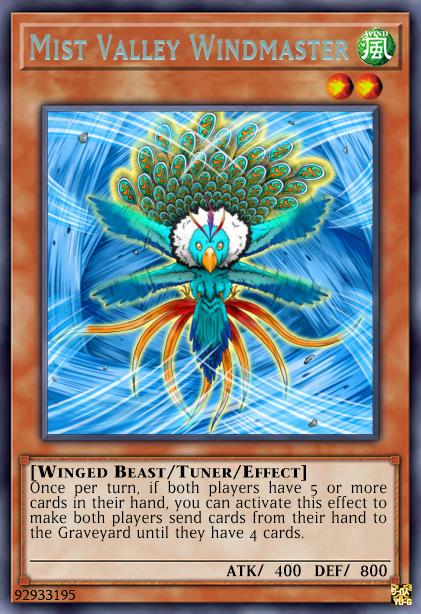 Mist Valley Windmaster
WIND
風
[Winged Beast/Tuner/Effect]
Once per turn, if both players have 5 or more
cards in their hand, you can activate this effect to
make both players send cards from their hand to
the Graveyard until they have 4 cards.
ATK/ 400 DEF/ 800
92933195